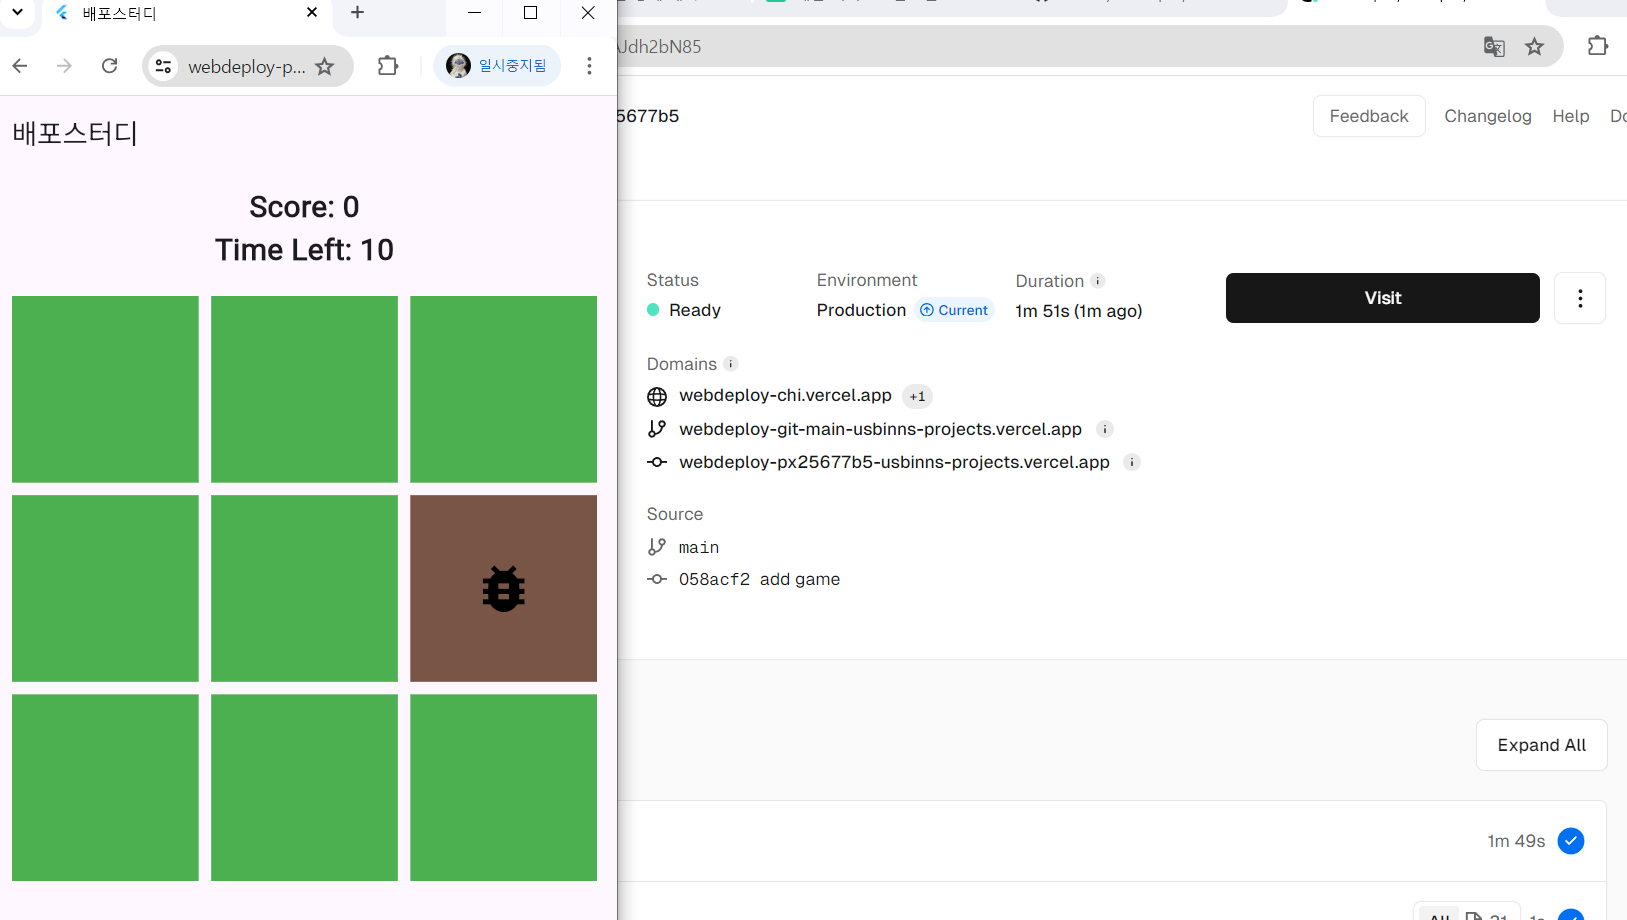 배포스터디
webdeploy-p...
일시중지됨
배포스터디
Score: 0
Time Left: 10
Jdh2bN85
5677b5
Feedback
Changelog
Help
Status
Ready
Environment
Production
Current
Duration
1m 51s (1m ago)
Visit
Domains
webdeploy-chi.vercel.app
+1
webdeploy-git-main-usbinns-projects.vercel.app
webdeploy-px25677b5-usbinns-projects.vercel.app
Source
main
058acf2 add game
Expand All
1m 49s